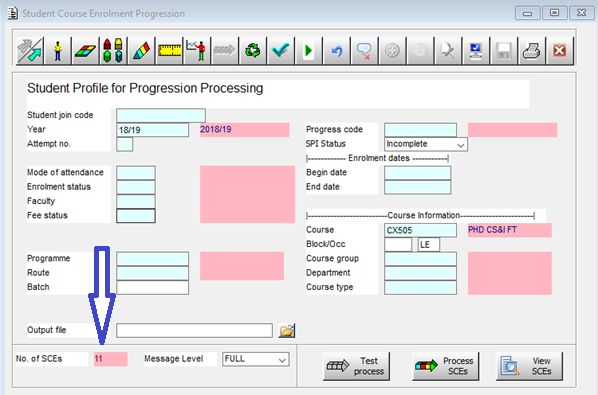 Student Course Enrolment Progression
Student Profile for Progression Processing
Student join code
Year 18/19 2018/19
Attempt no.
Progress code
SPI Status Incomplete
|------------ Enrolment dates -----------|
Mode of attendance
Enrolment status
Faculty
Fee status
Begin date
End date
|-------------------------Course Information-----------------------|
Course CX505 PHD CS&I FT
Block/Occ LE
Programme
Route
Batch
Course group
Department
Course type
Output file
No. of SCEs 11 Message Level FULL
Test process
Process SCEs
View SCEs